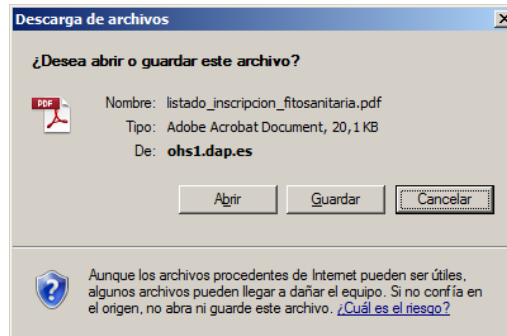 Descarga de archivos
¿Desea abrir o guardar este archivo?
PDF
Nombre: listado_inscripcion_fitosanitaria.pdf
Tipo: Adobe Acrobat Document, 20,1 KB
De: ohs1.dap.es
Abrir Guardar Cancelar
Aunque los archivos procedentes de Internet pueden ser útiles,
algunos archivos pueden llegar a dañar el equipo. Si no confía en
el origen, no abra ni guarde este archivo. ¿Cuál es el riesgo?